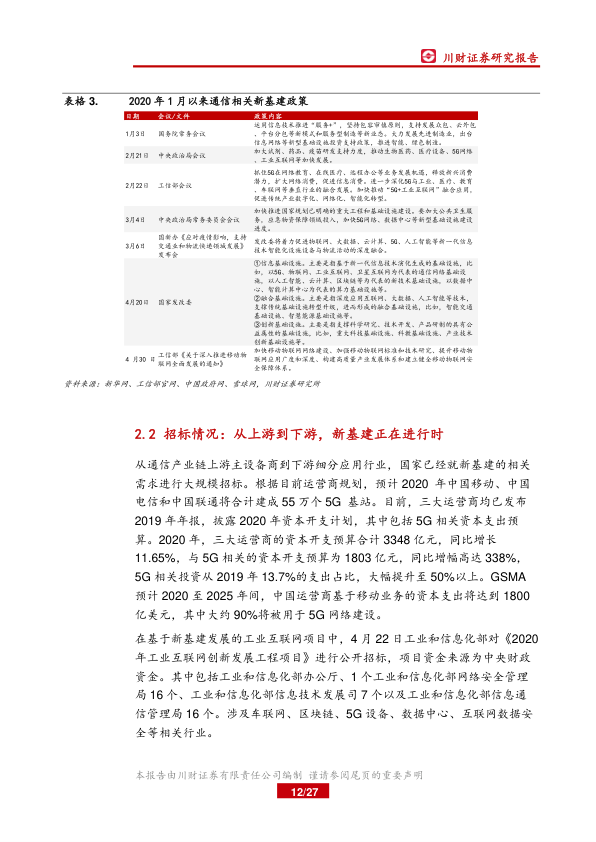 川财证券研究报告
表格 3. 2020 年 1 月以来通信相关新基建政策
日期 会议/文件 政策内容
运用信息技术推进“服务+”，坚持包容审慎原则，支持发展众包、云外包
1月3日 国务院常务会议 、平台分包等新模式和服务型制造等新业态。大力发展先进制造业，出台
信息网络等新型基础设施投资支持政策，推进智能、绿色制造。
2月21日 中央政治局会议 加大试剂、药品、疫苗研发支持力度，推动生物医药、医疗设备、5G网络
、工业互联网等加快发展。
抓住5G在网络教育、在线医疗、远程办公等业务发展机遇，释放新兴消费
2月22日 工信部会议 潜力，扩大网络消费，促进信息消费。进一步深化5G与工业、医疗、教育
、车联网等垂直行业的融合发展。加快推动“5G+工业互联网”融合应用，
促进传统产业数字化、网络化、智能化转型。
加快推进国家规划已明确的重大工程和基础设施建设。要加大公共卫生服
3月4日 中央政治局常务委员会会议 务、应急物资保障领域投入，加快5G网络、数据中心等新型基础设施建设
进度。
国新办《应对疫情影响，支持
3月6日 交通业和物流快递领域发展》 发改委将着力促进物联网、大数据、云计算、5G、人工智能等新一代信息
发布会 技术智能化设施设备与物流活动的深度融合。
①信息基础设施。主要是指基于新一代信息技术演化生成的基础设施，比
如，以5G、物联网、工业互联网、卫星互联网为代表的通信网络基础设
施，以人工智能、云计算、区块链等为代表的新技术基础设施，以数据中
心、智能计算中心为代表的算力基础设施等。
4月20日 国家发改委 ②融合基础设施。主要是指深度应用互联网、大数据、人工智能等技术，
支撑传统基础设施转型升级，进而形成的融合基础设施，比如，智能交通
基础设施、智慧能源基础设施等。
③创新基础设施。主要是指支撑科学研究、技术开发、产品研制的具有公
益属性的基础设施，比如，重大科技基础设施、科教基础设施、产业技术
创新基础设施等。
4 月30 日 工信部《关于深入推进移动物 加快移动物联网网络建设、加强移动物联网标准和技术研究、提升移动物
联网全面发展的通知》 联网应用广度和深度、构建高质量产业发展体系和建立健全移动物联网安
全保障体系。
资料来源：新华网、工信部官网、中国政府网、雪球网，川财证券研究所
2.2 招标情况：从上游到下游，新基建正在进行时
从通信产业链上游主设备商到下游细分应用行业，国家已经就新基建的相关
需求进行大规模招标。根据目前运营商规划，预计 2020 年中国移动、中国
电信和中国联通将合计建成 55 万个 5G 基站。目前，三大运营商均已发布
2019 年年报，披露 2020 年资本开支计划，其中包括 5G 相关资本支出预
算。2020 年，三大运营商的资本开支预算合计 3348 亿元，同比增长
11.65%，与 5G 相关的资本开支预算为 1803 亿元，同比增幅高达 338%，
5G 相关投资从 2019 年 13.7%的支出占比，大幅提升至 50%以上。GSMA
预计 2020 至 2025 年间，中国运营商基于移动业务的资本支出将达到 1800
亿美元，其中大约 90%将被用于 5G 网络建设。
在基于新基建发展的工业互联网项目中，4 月 22 日工业和信息化部对《2020
年工业互联网创新发展工程项目》进行公开招标，项目资金来源为中央财政
资金。其中包括工业和信息化部办公厅、1 个工业和信息化部网络安全管理
局 16 个、工业和信息化部信息技术发展司 7 个以及工业和信息化部信息通
信管理局 16 个。涉及车联网、区块链、5G 设备、数据中心、互联网数据安
全等相关行业。
本报告由川财证券有限责任公司编制 谨请参阅尾页的重要声明
12/27